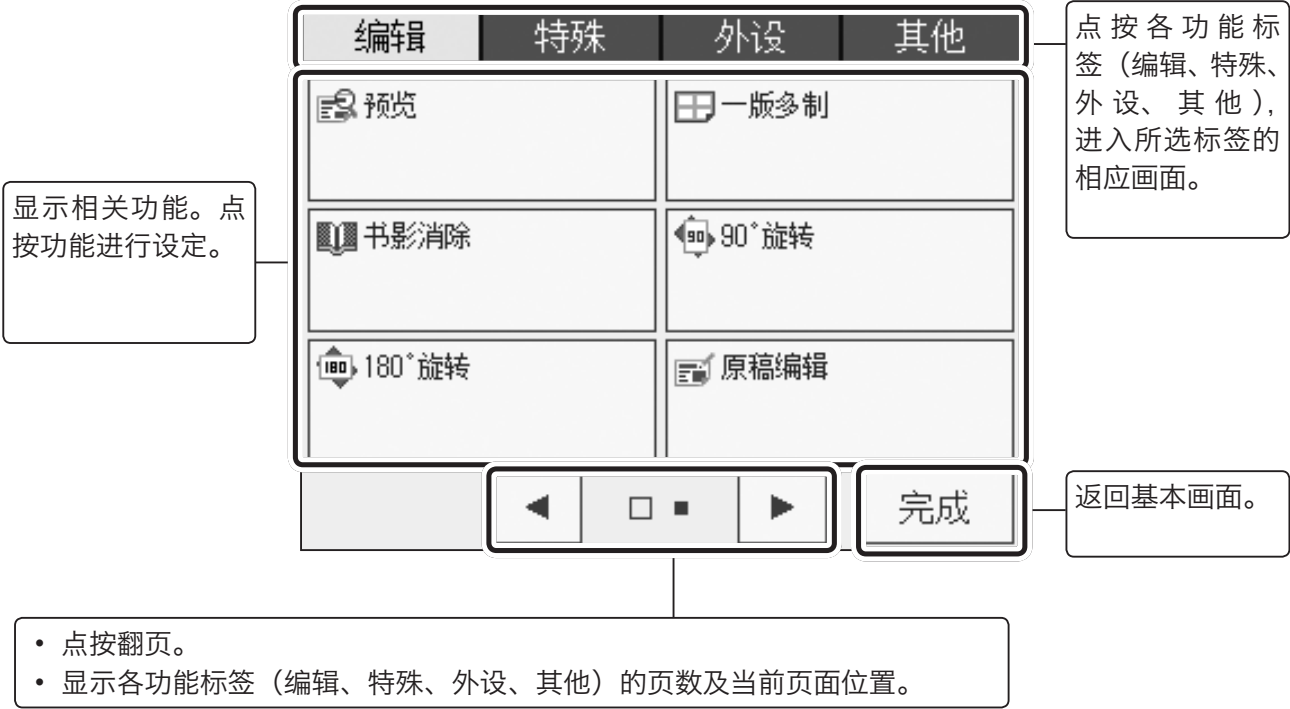 编辑
特殊
外设
其他
点按各功能标
签（编辑、特殊、
外设、其他），
进入所选标签的
相应画面。
预览
一版多制
显示相关功能。点
按功能进行设定。
书影消除
90 90°旋转
180 180°旋转
原稿编辑
完成
返回基本画面。
• 点按翻页。
• 显示各功能标签（编辑、特殊、外设、其他）的页数及当前页面位置。